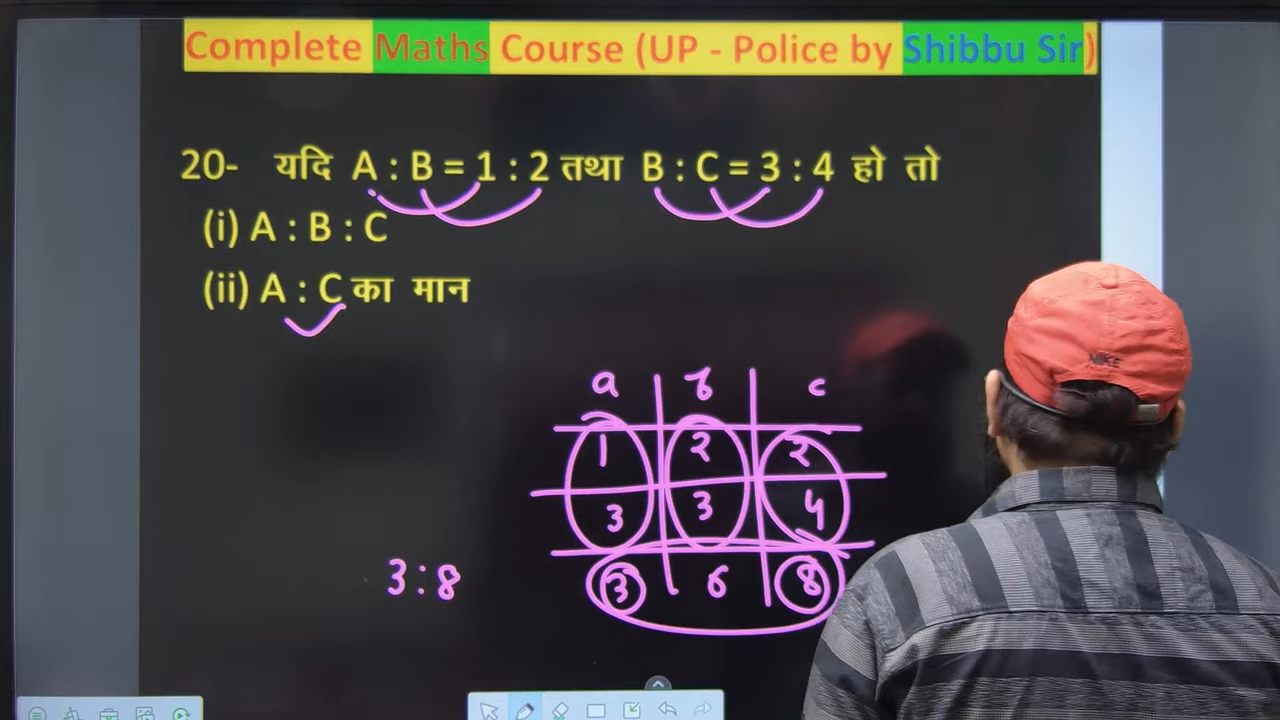 Complete Maths Course (UP - Police by Shibbu Sir)
20- यदि A : B = 1 : 2 तथा B : C = 3 : 4 हो तो
(i) A : B : C
(ii) A : C का मान
NIKE
a b c
1 2 2
3 3 4
3 6 8
3:8